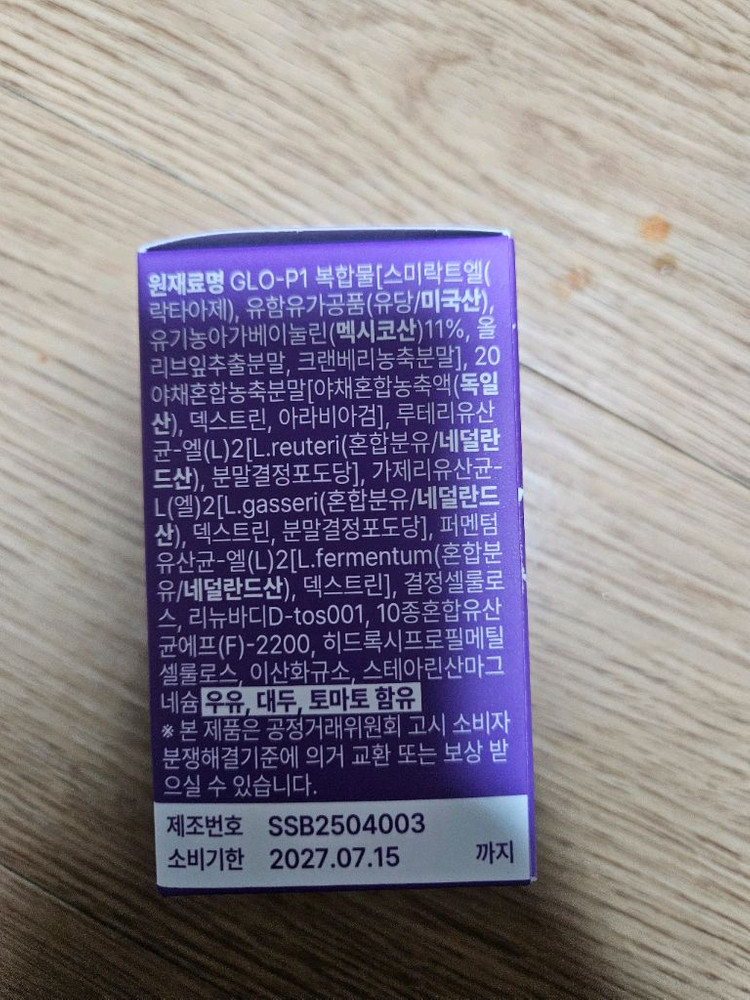 원재료명 GLO-P1 복합물[스미락트엘(
락타아제), 유함유가공품(유당/미국산),
유기농아가베이눌린(멕시코산)11%, 올
리브잎추출분말, 크랜베리농축분말], 20
야채혼합농축분말[야채혼합농축액(독일
산), 덱스트린, 아라비아검], 루테리유산
균-엘(L)2[L.reuteri(혼합분유/네덜란
드산), 분말결정포도당], 가제리유산균-
L(엘)2[L.gasseri(혼합분유/네덜란드
산), 덱스트린, 분말결정포도당], 퍼멘텀
유산균-엘(L)2[L.fermentum(혼합분
유/네덜란드산), 덱스트린], 결정셀룰로
스, 리뉴바디D-tos001, 10종혼합유산
균에프(F)-2200, 히드록시프로필메틸
셀룰로스, 이산화규소, 스테아린산마그
네슘 우유, 대두, 토마토 함유
※ 본 제품은 공정거래위원회 고시 소비자
분쟁해결기준에 의거 교환 또는 보상 받
으실 수 있습니다.
제조번호 SSB2504003
소비기한 2027.07.15 까지